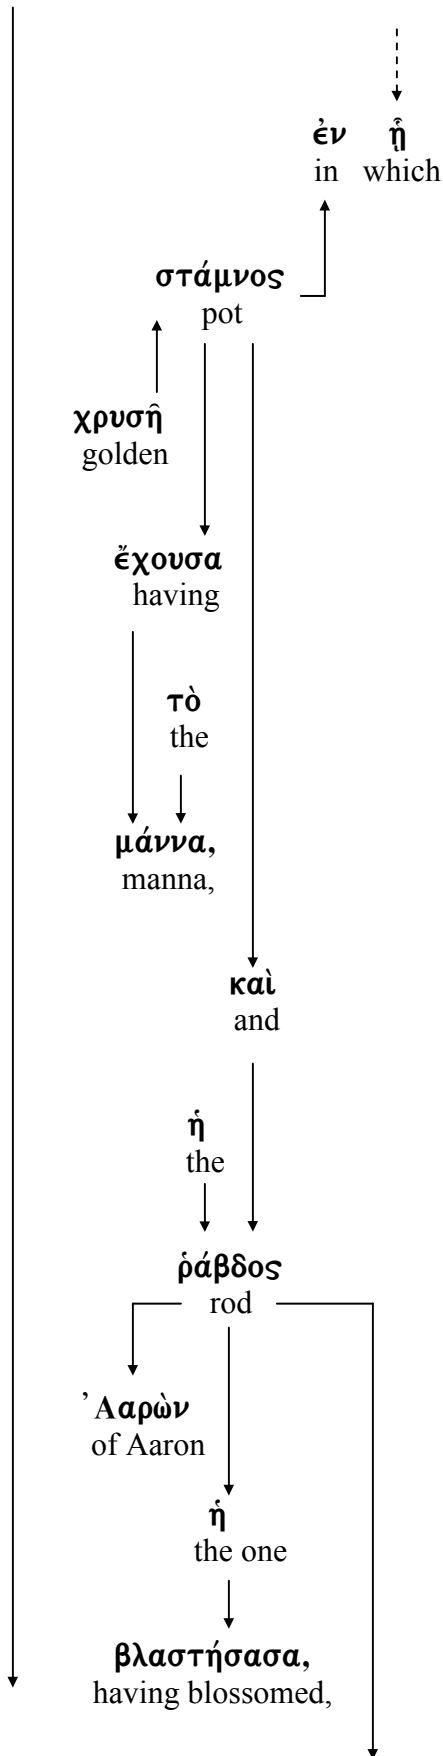 ἐν ᾗ
in which
στάμνος
pot
χρυσῆ
golden
ἔχουσα
having
τὸ
the
μάννα,
manna,
καὶ
and
ἡ
the
ῥάβδος
rod
Ἀαρὼν
of Aaron
ἡ
the one
βλαστήσασα,
having blossomed,